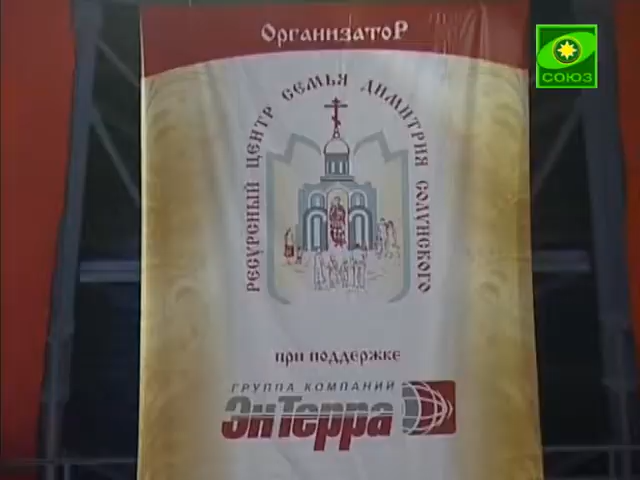 Организатор
СОЮЗ
РЕСУРСНЫЙ ЦЕНТР СЕМЬЯ ДИМИТРИЯ СОЛУНСКОГО
при поддержке
ГРУППА КОМПАНИЙ
ЭнТерра